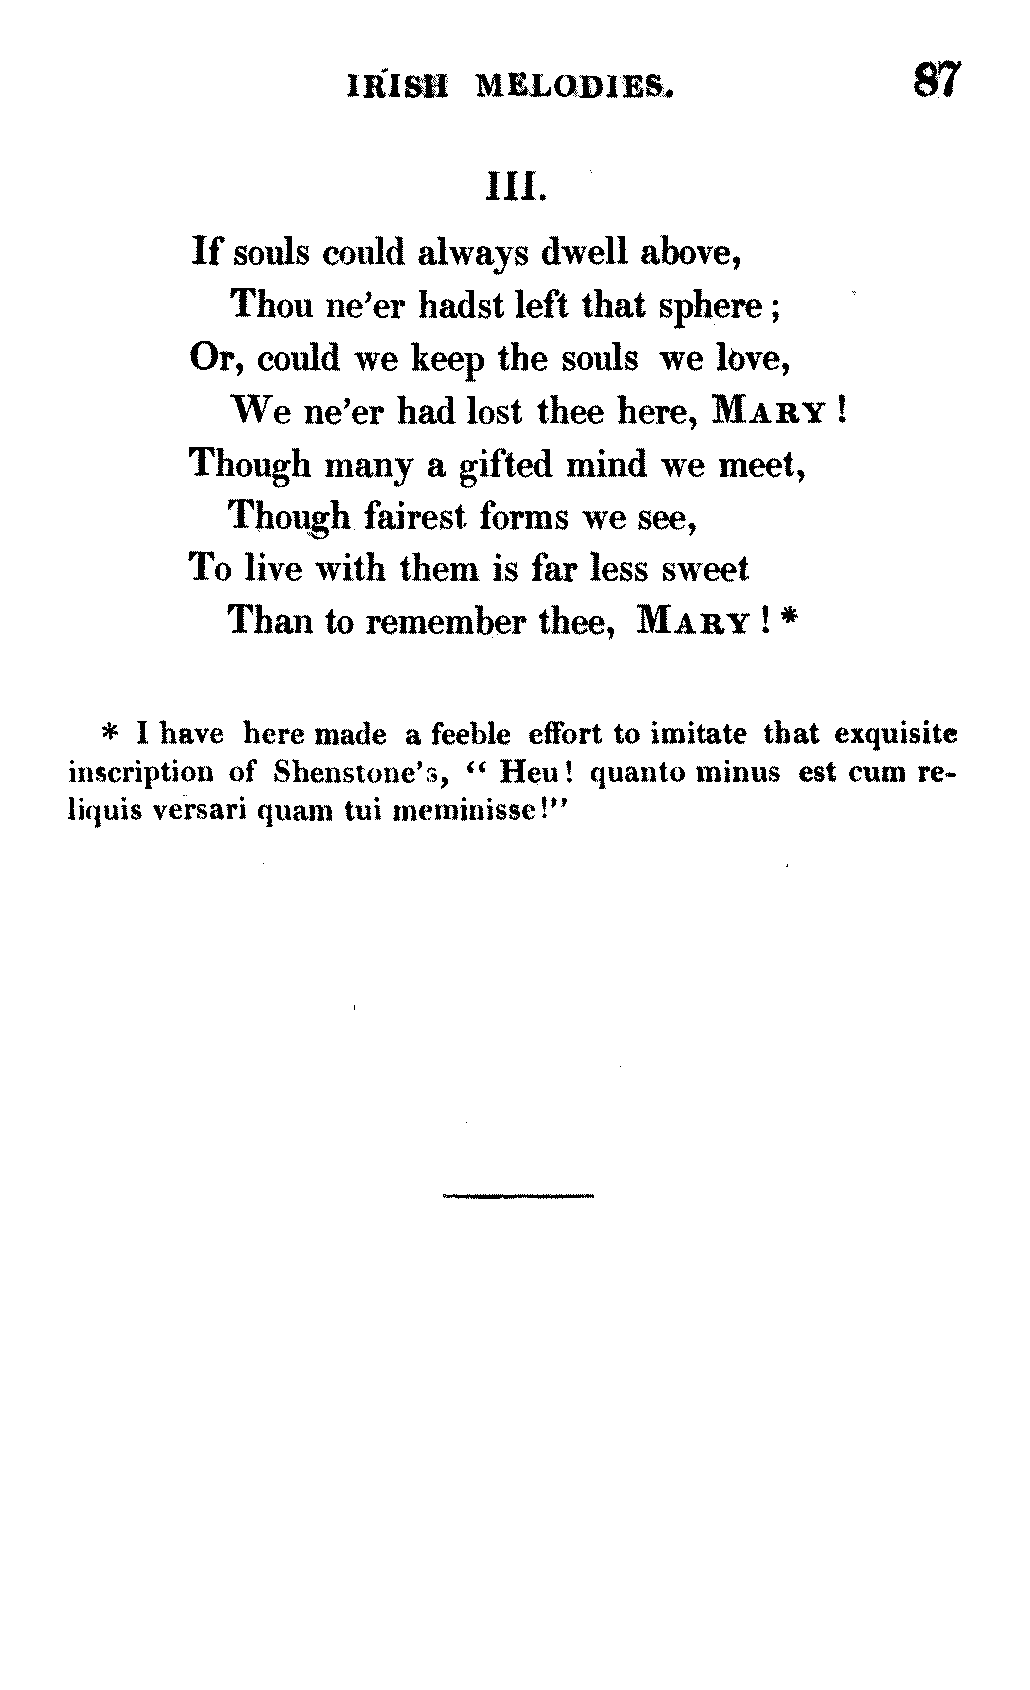 IRISH MELODIES. 87
III.
If souls could always dwell above,
Thou ne'er hadst left that sphere ;
Or, could we keep the souls we love,
We ne'er had lost thee here, MARY !
Though many a gifted mind we meet,
Though fairest forms we see,
To live with them is far less sweet
Than to remember thee, MARY ! *
* I have here made a feeble effort to imitate that exquisite
inscription of Shenstone's, “ Heu! quanto minus est cum re-
liquis versari quam tui meminisse!”